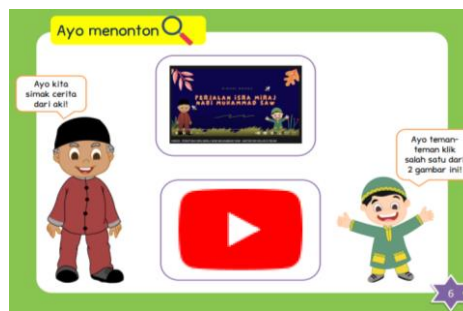 Ayo menonton
Ayo kita
simak cerita
dari aki!
PERJALAN ISRA MIRAJ
NABI MUHAMMAD SAW
Ayo teman-
teman klik
salah satu dari
2 gambar ini!
6